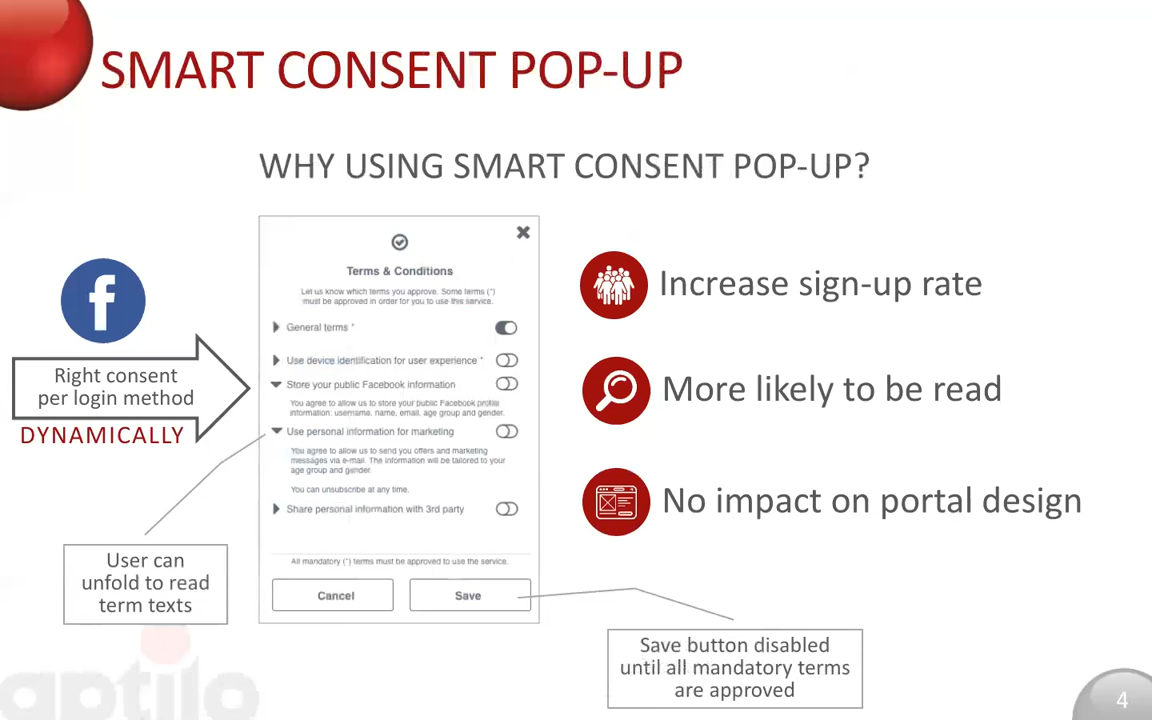 SMART CONSENT POP-UP
WHY USING SMART CONSENT POP-UP?
f
Right consent
per login method
DYNAMICALLY
Terms & Conditions
Let us know which terms you approve. Some terms (*)
must be approved in order for you to use this service.
General terms *
Use device identification for user experience *
Store your public Facebook information
You agree to allow us to store your public Facebook profile
information: username, name, email, age group and gender.
Use personal information for marketing
You agree to allow us to send you offers and marketing
messages via e-mail. The information will be tailored to your
age group and gender.
You can unsubscribe at any time.
Share personal information with 3rd party
All mandatory (*) terms must be approved to use the service.
Cancel
Save
Increase sign-up rate
More likely to be read
No impact on portal design
User can
unfold to read
term texts
Save button disabled
until all mandatory terms
are approved
aptilo
4